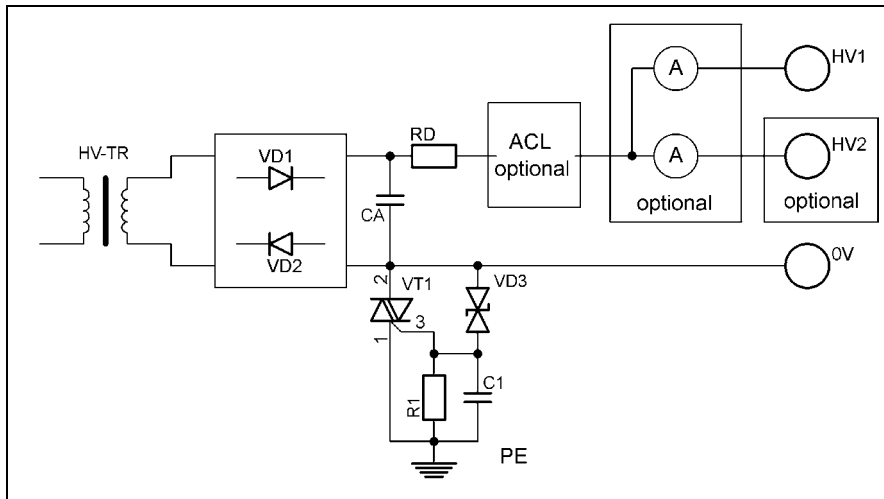 HV-TR
VD1
VD2
CA
RD
ACL
optional
A
A
optional
HV1
HV2
optional
0V
2
VT1
3
1
VD3
R1
C1
PE